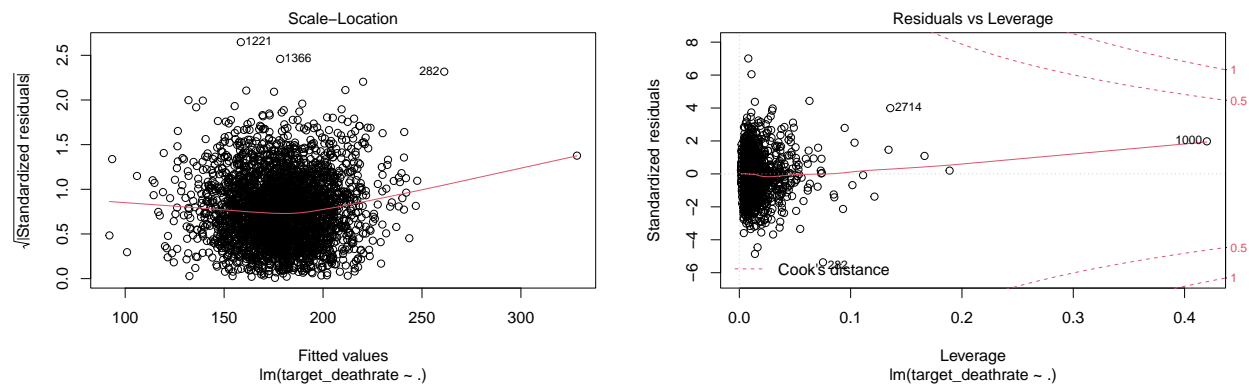 Scale−Location
√|Standardized residuals|
0.0 0.5 1.0 1.5 2.0 2.5
1221
1366
282
100 150 200 250 300
Fitted values
lm(target_deathrate ~ .)
Residuals vs Leverage
Standardized residuals
−6 −4 −2 0 2 4 6 8
2714
1000
282
Cook's distance
1
0.5
0.5
1
0.0 0.1 0.2 0.3 0.4
Leverage
lm(target_deathrate ~ .)